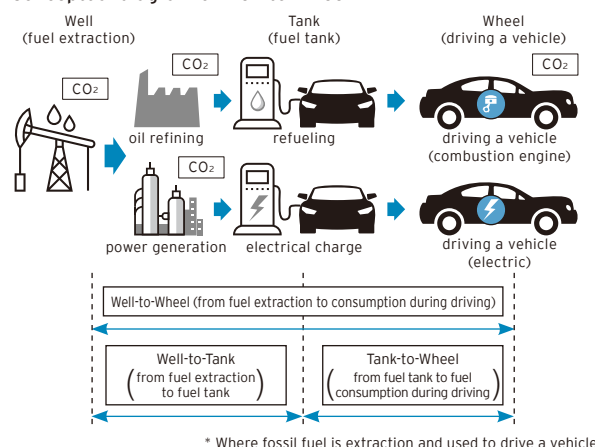 Well
(fuel extraction)
Tank
(fuel tank)
Wheel
(driving a vehicle)
CO₂
CO₂
CO₂
oil refining
refueling
driving a vehicle
(combustion engine)
CO₂
power generation
electrical charge
driving a vehicle
(electric)
Well-to-Wheel (from fuel extraction to consumption during driving)
Well-to-Tank
(from fuel extraction
to fuel tank)
Tank-to-Wheel
(from fuel tank to fuel
consumption during driving)
* Where fossil fuel is extraction and used to drive a vehicle